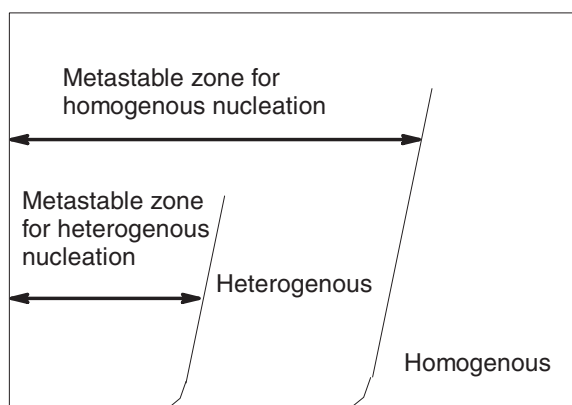 Metastable zone for
homogenous nucleation
Metastable zone
for heterogenous
nucleation
Heterogenous
Homogenous